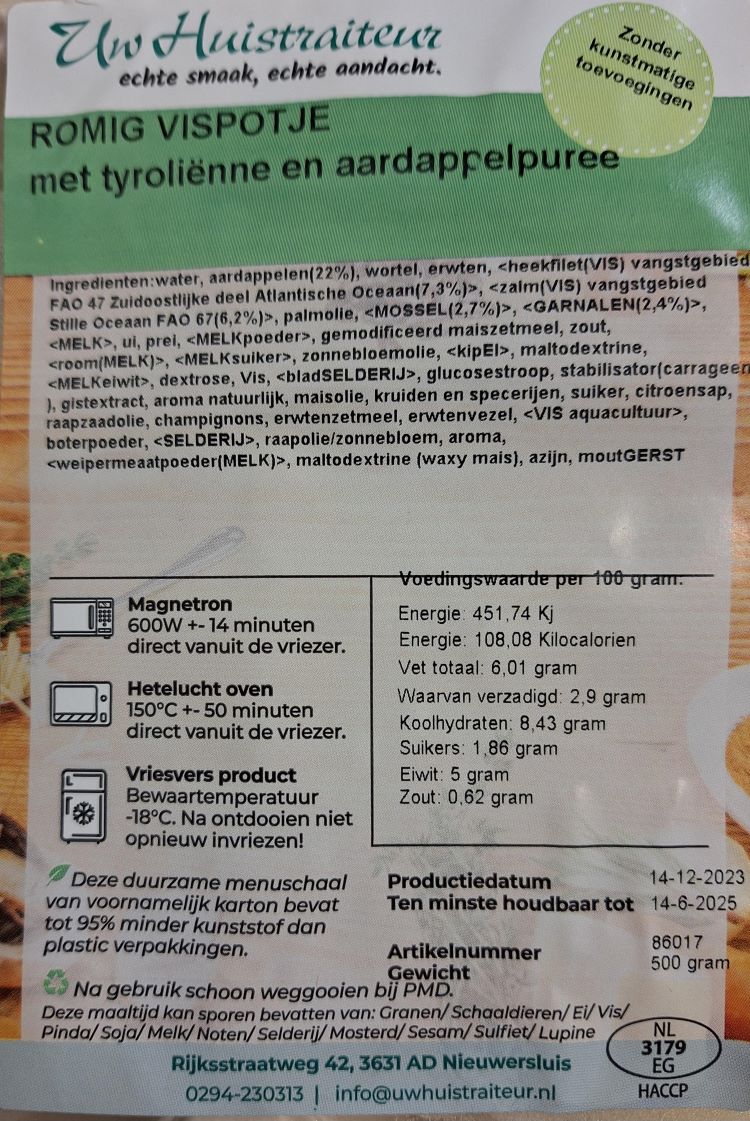 Uw Huistraiteur
echte smaak, echte aandacht.
Zonder
kunstmatige
toevoegingen
ROMIG VISPOTJE
met tyroliënne en aardappelpuree
Ingredienten:water, aardappelen(22%), wortel, erwten, <heekfilet(VIS) vangstgebied
FAO 47 Zuidoostlijke deel Atlantische Oceaan(7,3%)>, <zalm(VIS) vangstgebied
Stille Oceaan FAO 67(6,2%)>, palmolie, <MOSSEL(2,7%)>, <GARNALEN(2,4%)>,
<MELK>, ui, prei, <MELKpoeder>, gemodificeerd maiszetmeel, zout,
<room(MELK)>, <MELKsuiker>, zonnebloemolie, <kipEI>, maltodextrine,
<MELKeiwit>, dextrose, Vis, <bladSELDERIJ>, glucosestroop, stabilisator(carrageen
), gistextract, aroma natuurlijk, maisolie, kruiden en specerijen, suiker, citroensap,
raapzaadolie, champignons, erwtenzetmeel, erwtenvezel, <VIS aquacultuur>,
boterpoeder, <SELDERIJ>, raapolie/zonnebloem, aroma,
<weipermeaatpoeder(MELK)>, maltodextrine (waxy mais), azijn, moutGERST
Magnetron
600W +- 14 minuten
direct vanuit de vriezer.
Hetelucht oven
150°C +- 50 minuten
direct vanuit de vriezer.
Vriesvers product
Bewaartemperatuur
-18°C. Na ontdooien niet
opnieuw invriezen!
Voedingswaarde per 100 gram:
Energie: 451,74 Kj
Energie: 108,08 Kilocalorien
Vet totaal: 6,01 gram
Waarvan verzadigd: 2,9 gram
Koolhydraten: 8,43 gram
Suikers: 1,86 gram
Eiwit: 5 gram
Zout: 0,62 gram
Deze duurzame menuschaal
van voornamelijk karton bevat
tot 95% minder kunststof dan
plastic verpakkingen.
Productiedatum 14-12-2023
Ten minste houdbaar tot 14-6-2025
Artikelnummer 86017
Gewicht 500 gram
Na gebruik schoon weggooien bij PMD.
Deze maaltijd kan sporen bevatten van: Granen/ Schaaldieren/ Ei/ Vis/
Pinda/ Soja/ Melk/ Noten/ Selderij/ Mosterd/ Sesam/ Sulfiet/ Lupine
NL
3179
EG
HACCP
Rijksstraatweg 42, 3631 AD Nieuwersluis
0294-230313 | info@uwhuistraiteur.nl